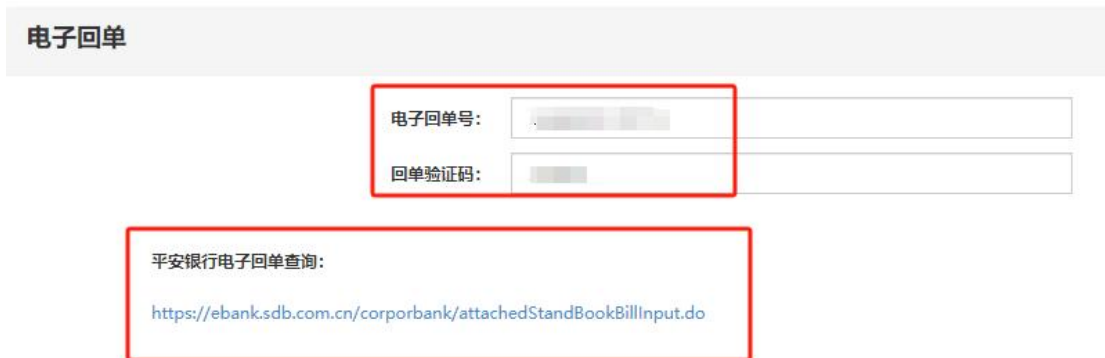 电子回单
电子回单号:
回单验证码:
平安银行电子回单查询:
https://ebank.sdb.com.cn/corporbank/attachedStandBookBillInput.do